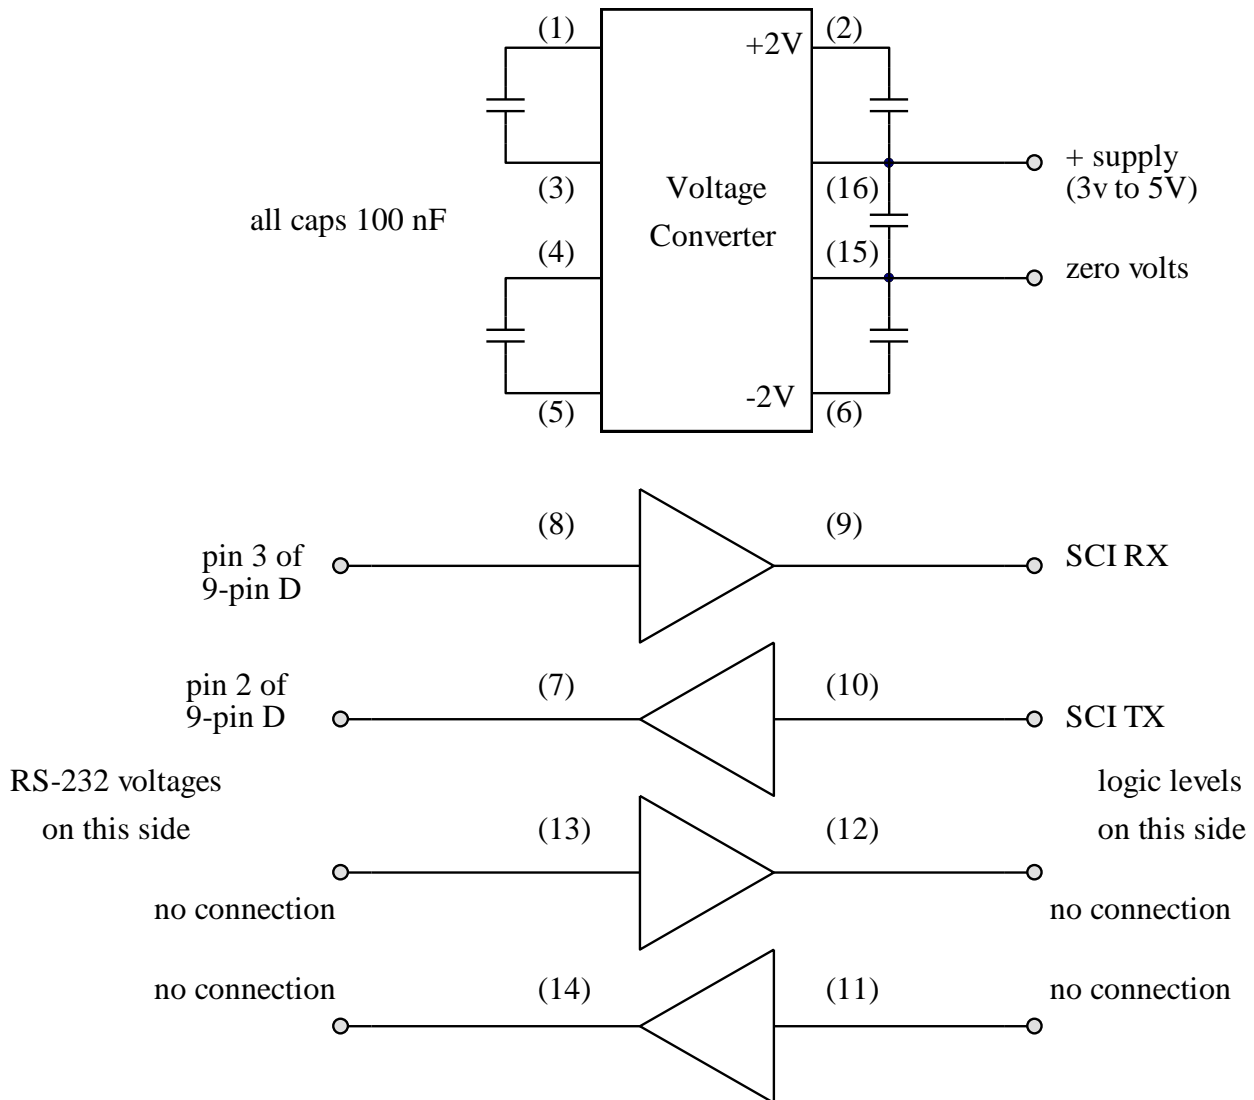 (1)
+2V
(2)
+ supply
(3v to 5V)
(3)
Voltage
(16)
all caps 100 nF
Converter
(4)
(15)
zero volts
(5)
-2V
(6)
(8)
(9)
pin 3 of
9-pin D
SCI RX
(7)
(10)
pin 2 of
9-pin D
SCI TX
RS-232 voltages
on this side
logic levels
on this side
(13)
(12)
no connection
no connection
no connection
(14)
(11)
no connection